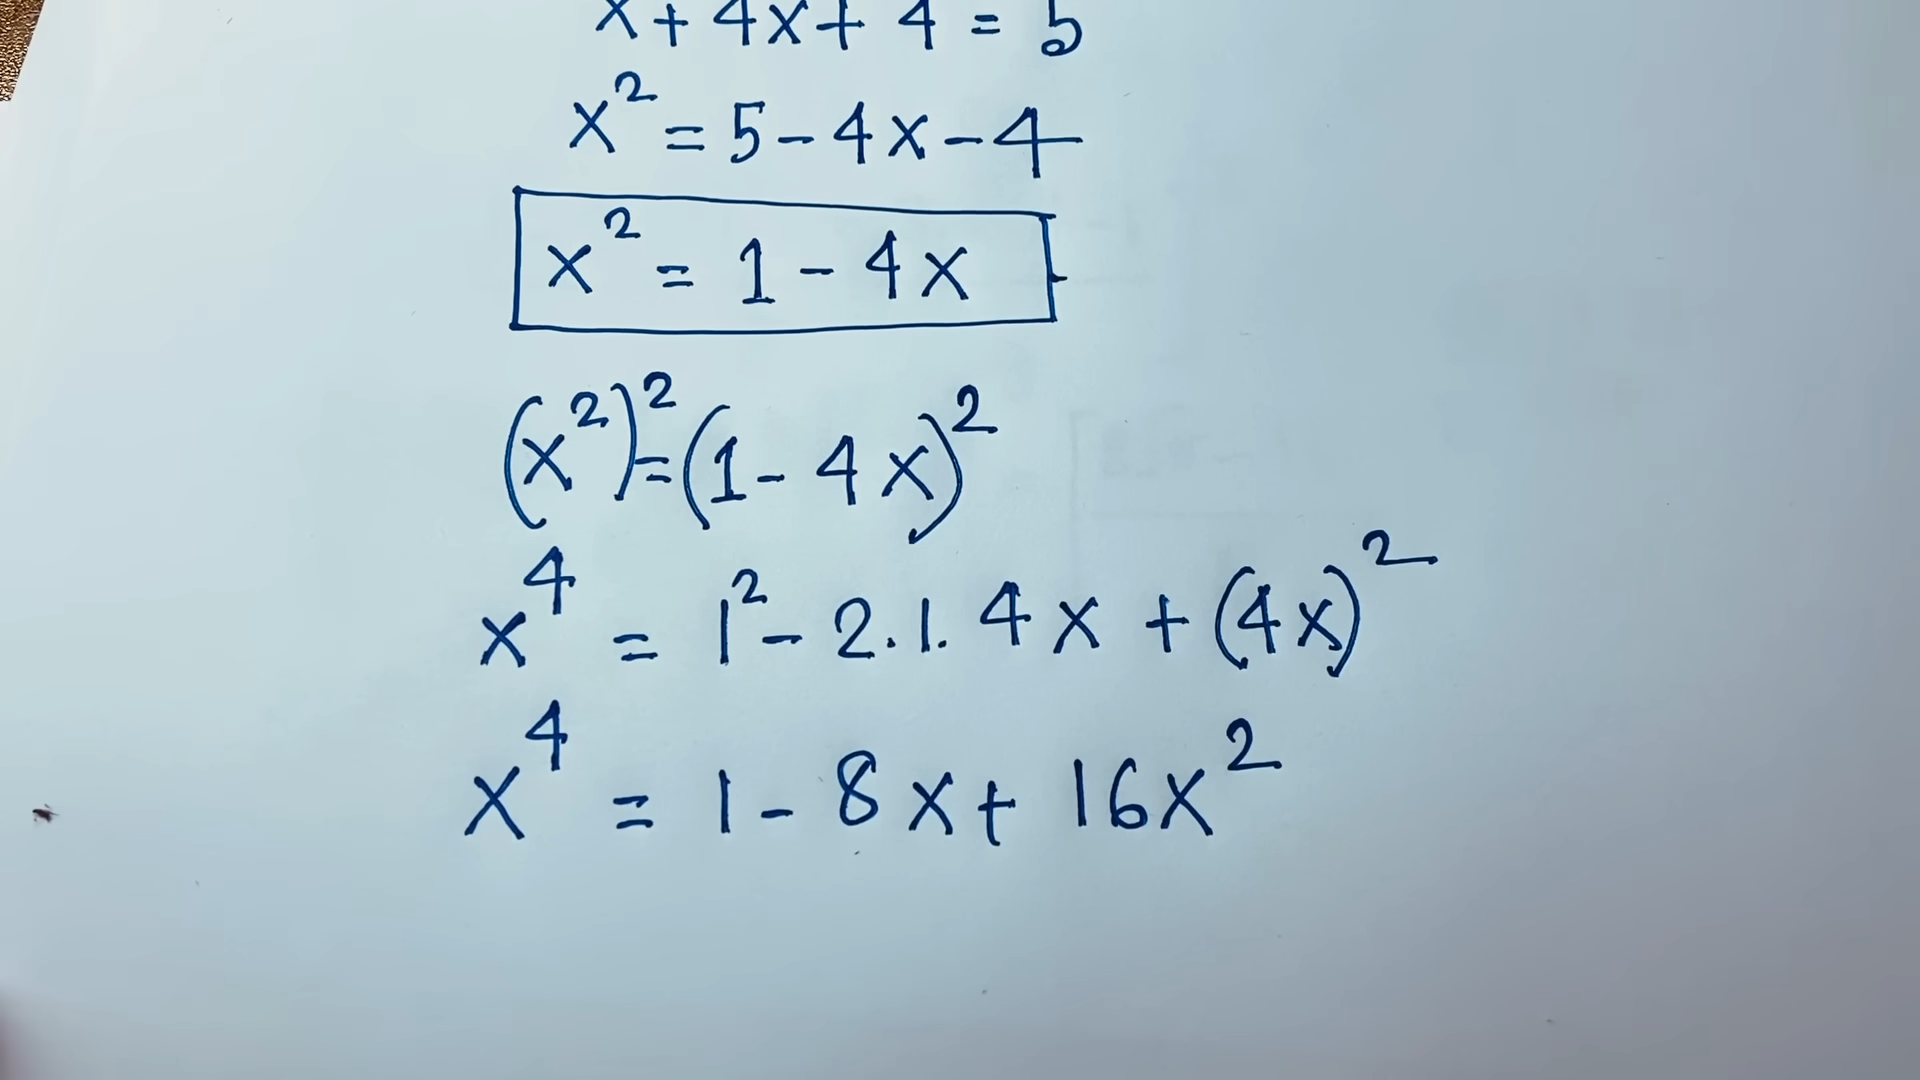 x + 4x + 4 = 5
x² = 5 - 4x - 4
x² = 1 - 4x
(x²)² = (1 - 4x)²
x⁴ = 1² - 2.1.4x + (4x)²
x⁴ = 1 - 8x + 16x²